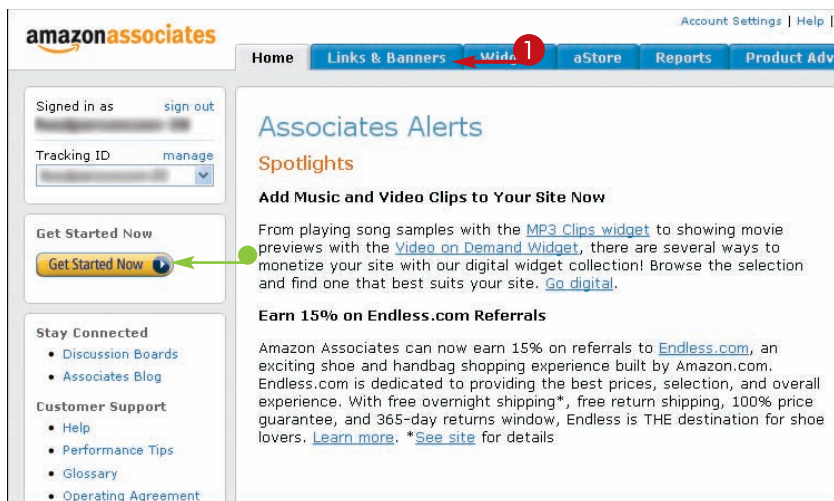 Account Settings | Help |
amazonassociates
Home Links & Banners aStore Reports Product Adv
1
Signed in as sign out
Tracking ID manage
Get Started Now
Get Started Now
Stay Connected
• Discussion Boards
• Associates Blog
Customer Support
• Help
• Performance Tips
• Glossary
• Operating Agreement
Associates Alerts
Spotlights
Add Music and Video Clips to Your Site Now
From playing song samples with the MP3 Clips widget to showing movie
previews with the Video on Demand Widget, there are several ways to
monetize your site with our digital widget collection! Browse the selection
and find one that best suits your site. Go digital.
Earn 15% on Endless.com Referrals
Amazon Associates can now earn 15% on referrals to Endless.com, an
exciting shoe and handbag shopping experience built by Amazon.com.
Endless.com is dedicated to providing the best prices, selection, and overall
experience. With free overnight shipping*, free return shipping, 100% price
guarantee, and 365-day returns window, Endless is THE destination for shoe
lovers. Learn more. *See site for details